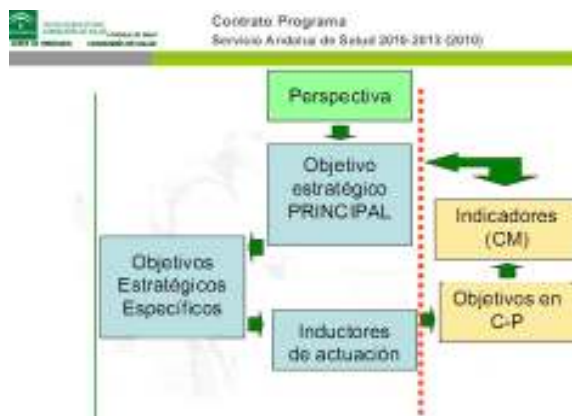 Contrato Programa
Servicio Andaluz de Salud 2010-2013 (2010)
Perspectiva
Objetivo
estratégico
PRINCIPAL
Indicadores
(CM)
Objetivos
Estratégicos
Específicos
Objetivos en
C-P
Inductores
de actuación